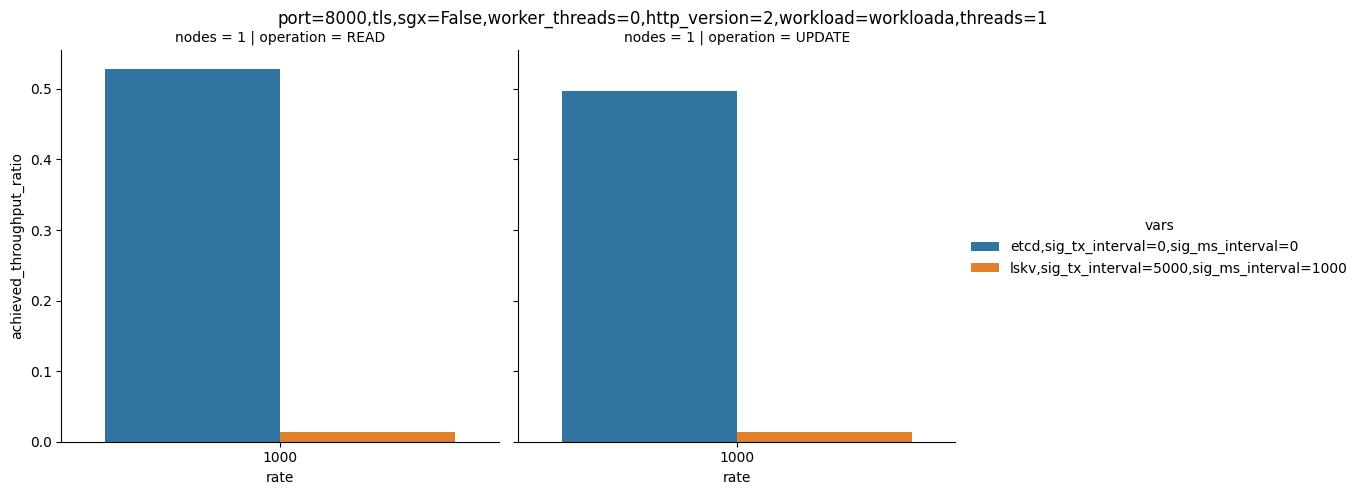 port=8000,tls,sgx=False,worker_threads=0,http_version=2,workload=workloada,threads=1
nodes = 1 | operation = READ
nodes = 1 | operation = UPDATE
achieved_throughput_ratio
0.5
0.4
0.3
0.2
0.1
0.0
1000
1000
rate
rate
vars
etcd,sig_tx_interval=0,sig_ms_interval=0
lskv,sig_tx_interval=5000,sig_ms_interval=1000